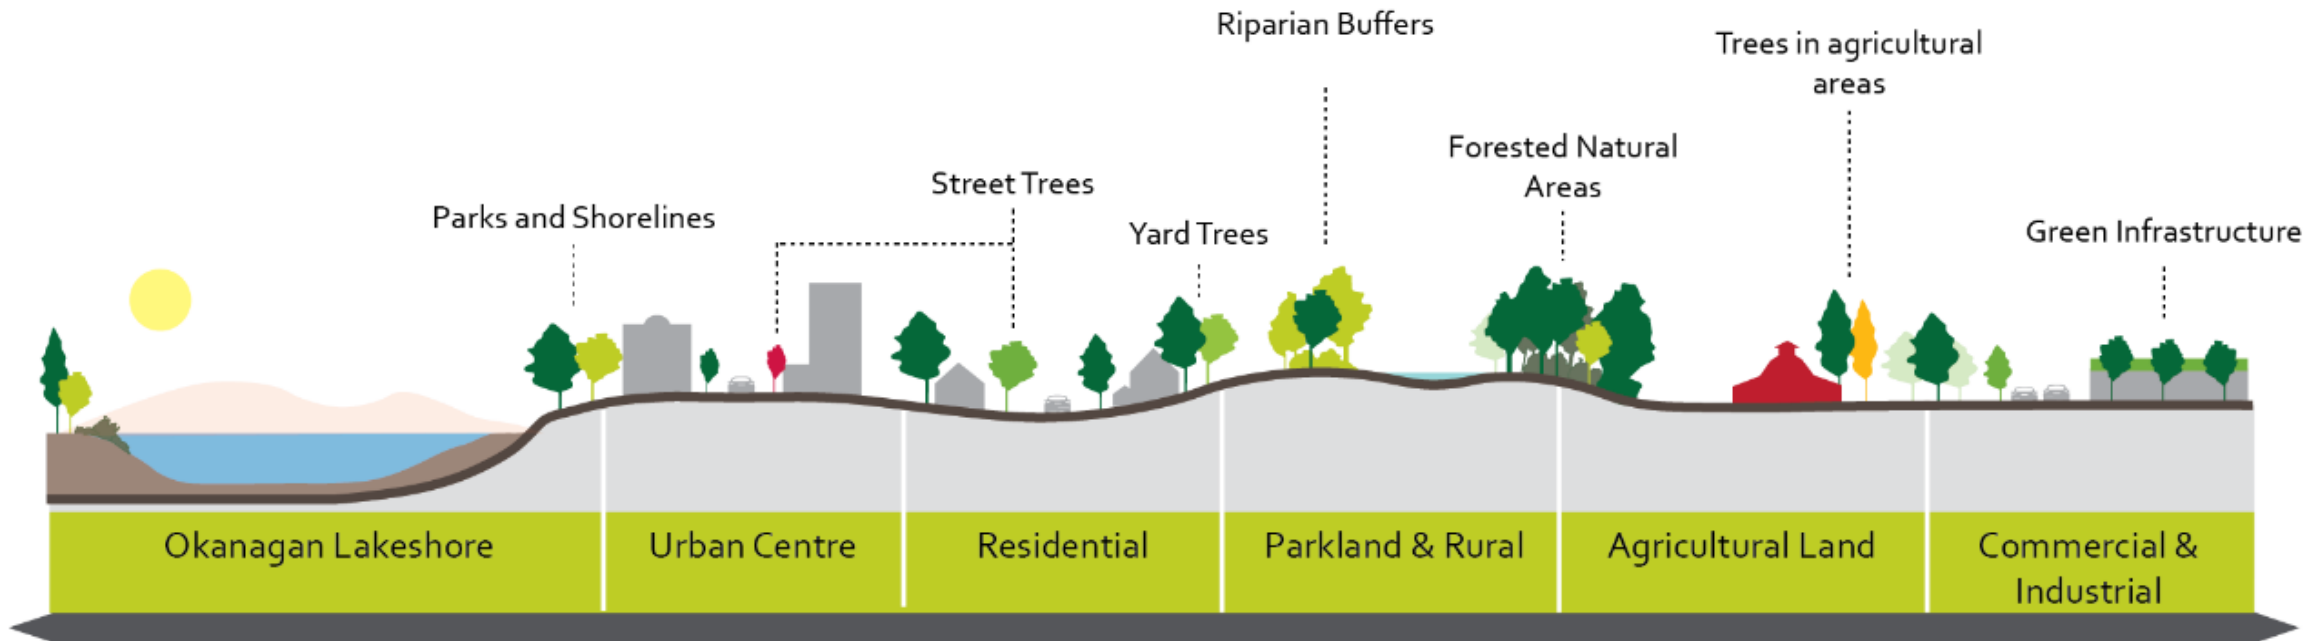 Riparian Buffers
Trees in agricultural
areas
Forested Natural
Areas
Street Trees
Parks and Shorelines
Yard Trees
Green Infrastructure
Okanagan Lakeshore
Urban Centre
Residential
Parkland & Rural
Agricultural Land
Commercial &
Industrial